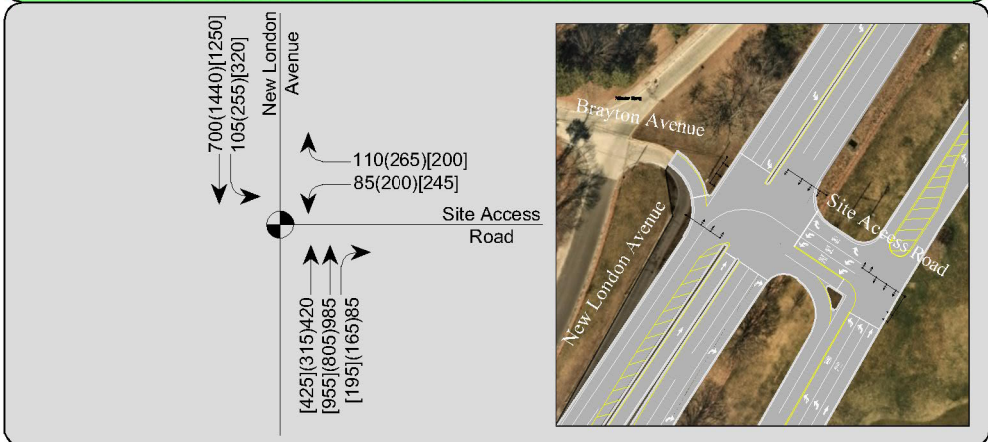 New London
Avenue
700(1440)[1250]
105(255)[320]
110(265)[200]
85(200)[245]
Site Access
Road
[425](315)420
[955](805)985
[195](165)85
Brayton Avenue
New London Avenue
Site Access Road